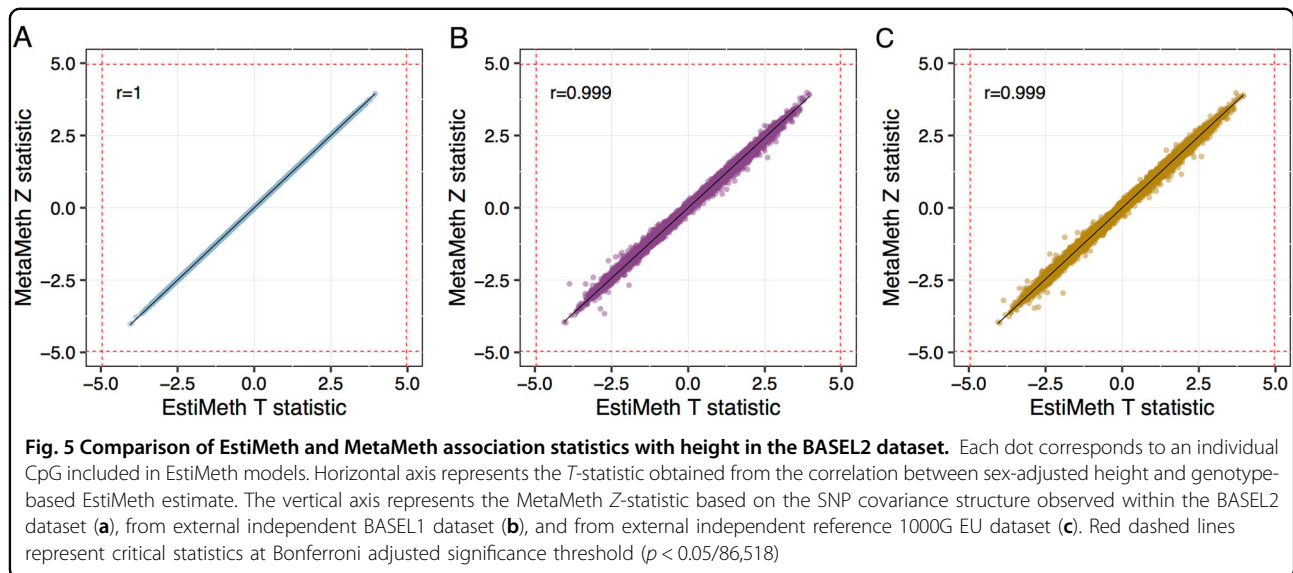 A
B
C
r=1
r=0.999
r=0.999
5.0
2.5
0.0
−2.5
−5.0
5.0
2.5
0.0
−2.5
−5.0
5.0
2.5
0.0
−2.5
−5.0
MetaMeth Z statistic
MetaMeth Z statistic
MetaMeth Z statistic
−5.0 −2.5 0.0 2.5 5.0
−5.0 −2.5 0.0 2.5 5.0
−5.0 −2.5 0.0 2.5 5.0
EstiMeth T statistic
EstiMeth T statistic
EstiMeth T statistic
Fig. 5 Comparison of EstiMeth and MetaMeth association statistics with height in the BASEL2 dataset. Each dot corresponds to an individual
CpG included in EstiMeth models. Horizontal axis represents the T-statistic obtained from the correlation between sex-adjusted height and genotype-
based EstiMeth estimate. The vertical axis represents the MetaMeth Z-statistic based on the SNP covariance structure observed within the BASEL2
dataset (a), from external independent BASEL1 dataset (b), and from external independent reference 1000G EU dataset (c). Red dashed lines
represent critical statistics at Bonferroni adjusted significance threshold (p < 0.05/86,518)